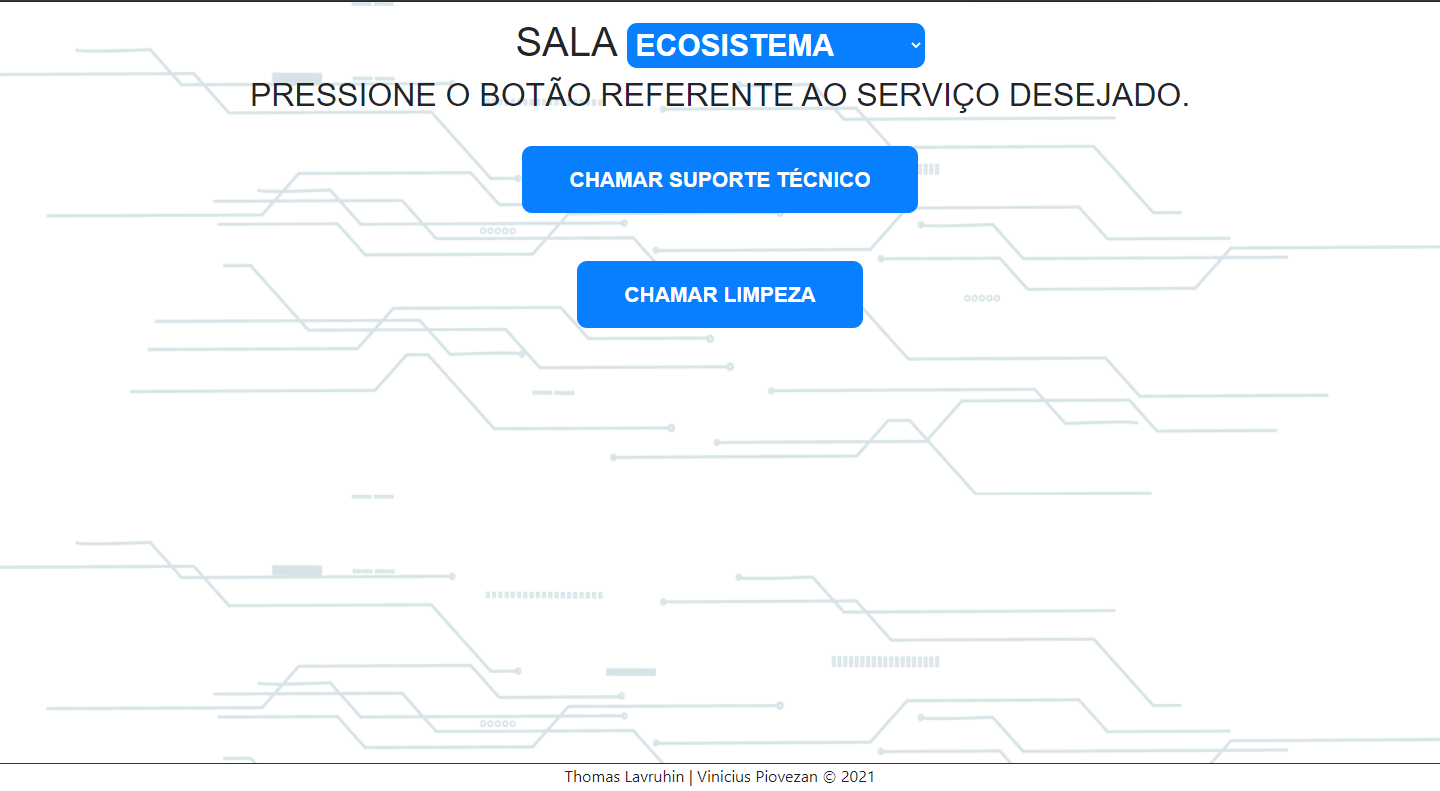 SALA ECOSISTEMA
PRESSIONE O BOTÃO REFERENTE AO SERVIÇO DESEJADO.
CHAMAR SUPORTE TÉCNICO
CHAMAR LIMPEZA
Thomas Lavruhin | Vinicius Piovezan © 2021